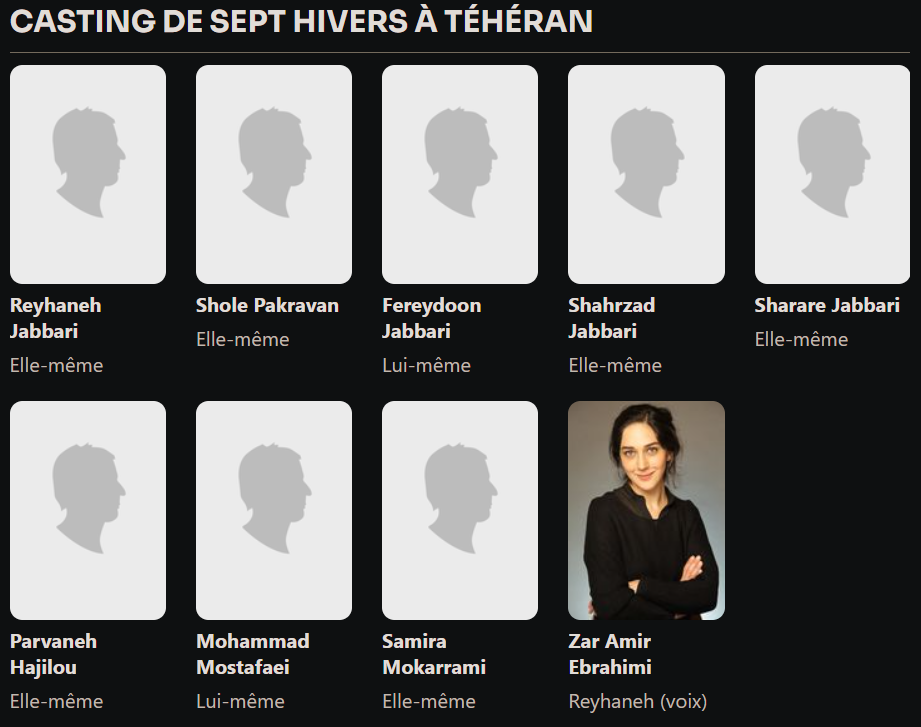 CASTING DE SEPT HIVERS À TÉHÉRAN
Reyhaneh
Jabbari
Elle-même
Shole Pakravan
Elle-même
Fereydoon
Jabbari
Lui-même
Shahrzad
Jabbari
Elle-même
Sharare Jabbari
Elle-même
Parvaneh
Hajilou
Elle-même
Mohammad
Mostafaei
Lui-même
Samira
Mokarrami
Elle-même
Zar Amir
Ebrahimi
Reyhaneh (voix)